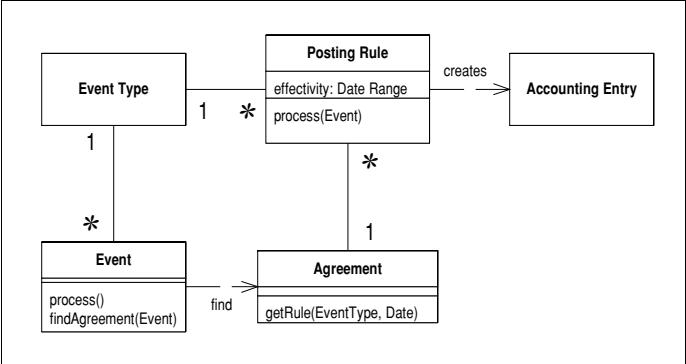 Posting Rule
creates
Event Type
effectivity: Date Range
Accounting Entry
1
*
process(Event)
1
*
*
1
Event
Agreement
process()
find
getRule(EventType, Date)
findAgreement(Event)